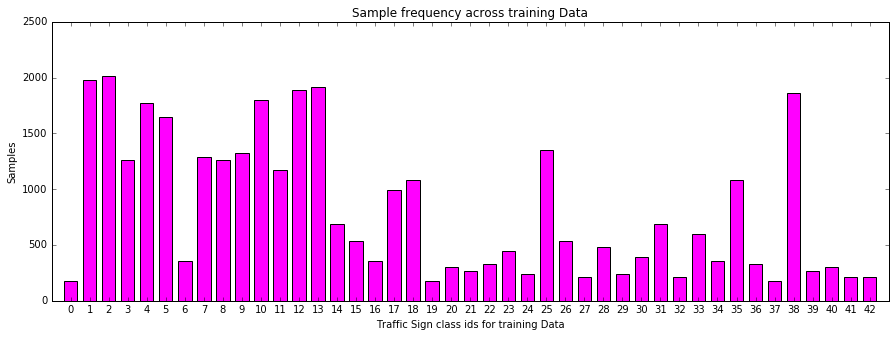 Sample frequency across training Data
2500
2000
1500
1000
500
0
Samples
0 1 2 3 4 5 6 7 8 9 10 11 12 13 14 15 16 17 18 19 20 21 22 23 24 25 26 27 28 29 30 31 32 33 34 35 36 37 38 39 40 41 42
Traffic Sign class ids for training Data